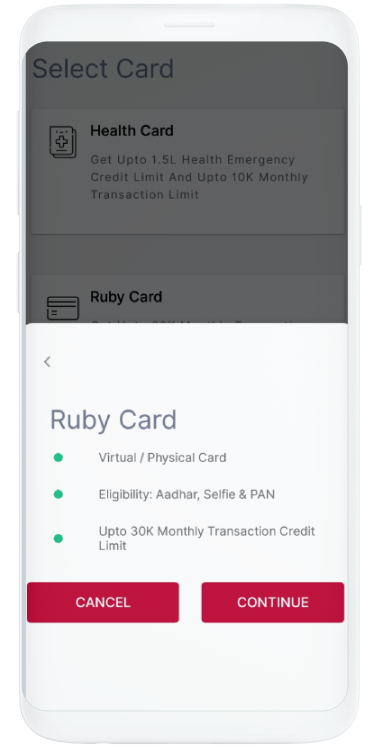 Select Card
Health Card
Get Upto 1.5L Health Emergency
Credit Limit And Upto 10K Monthly
Transaction Limit
Ruby Card
Ruby Card
Virtual / Physical Card
Eligibility: Aadhar, Selfie & PAN
Upto 30K Monthly Transaction Credit
Limit
CANCEL
CONTINUE